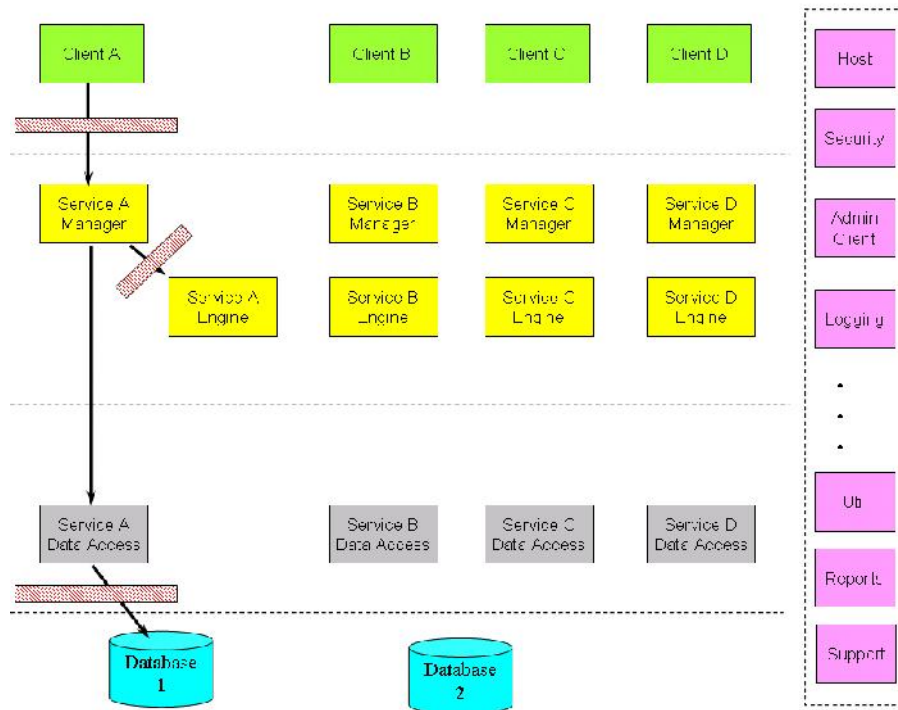 Client A
Client B
Client C
Client D
Host
Security
Service A
Manager
Service B
Manager
Service C
Manager
Service D
Manager
Admin
Client
Service A
Engine
Service B
Engine
Service C
Engine
Service D
Engine
Logging
Service A
Data Access
Service B
Data Access
Service C
Data Access
Service D
Data Access
Reports
Support
Database
1
Database
2